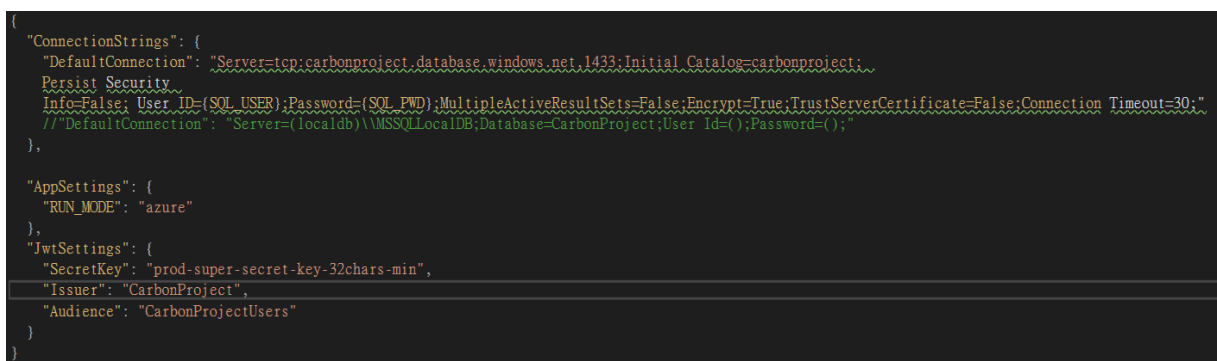 {
"ConnectionStrings": {
"DefaultConnection": "Server=tcp:carbonproject.database.windows.net,1433;Initial Catalog=carbonproject;
Persist Security
Info=False; User ID={SQL_USER};Password={SQL_PWD};MultipleActiveResultSets=False;Encrypt=True;TrustServerCertificate=False;Connection Timeout=30;"
//"DefaultConnection": "Server=(localdb)\\MSSQLLocalDB;Database=CarbonProject;User Id=();Password=();"
},
"AppSettings": {
"RUN_MODE": "azure"
},
"JwtSettings": {
"SecretKey": "prod-super-secret-key-32chars-min",
"Issuer": "CarbonProject",
"Audience": "CarbonProjectUsers"
}
}